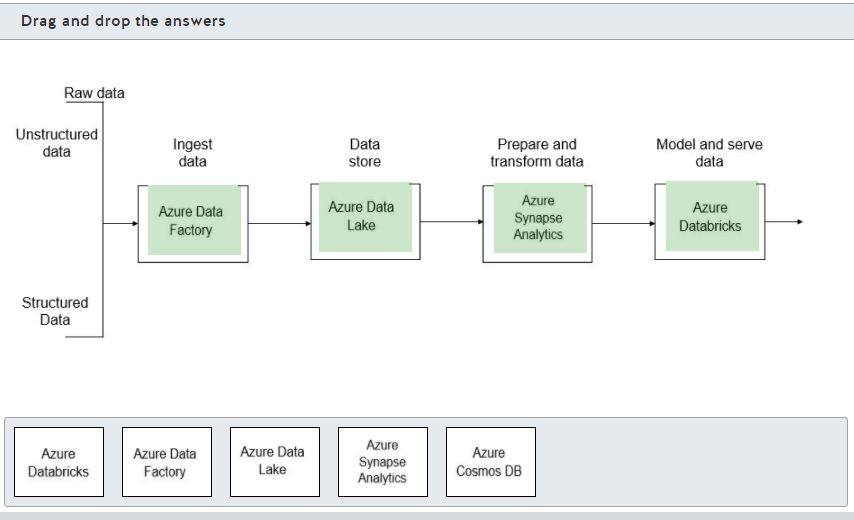 Drag and drop the answers
Raw data
Unstructured
data
Ingest
data
Data
store
Prepare and
transform data
Model and serve
data
Azure Data
Factory
Azure Data
Lake
Azure
Synapse
Analytics
Azure
Databricks
Structured
Data
Azure
Databricks
Azure Data
Factory
Azure Data
Lake
Azure
Synapse
Analytics
Azure
Cosmos DB